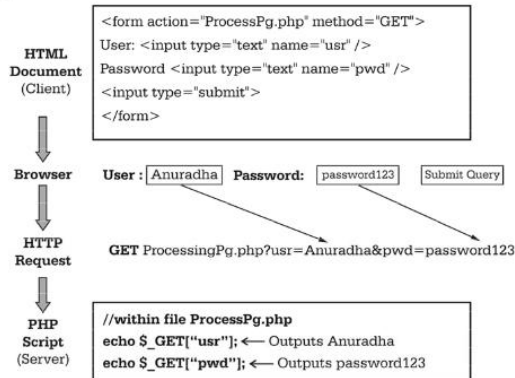 <form action="ProcessPg.php" method="GET">
User: <input type="text" name="usr" />
Password <input type="text" name="pwd" />
<input type="submit">
</form>
HTML
Document
(Client)
Browser
User : Anuradha Password: password123 Submit Query
HTTP
Request
GET ProcessingPg.php?usr=Anuradha&pwd=password123
PHP
Script
(Server)
//within file ProcessPg.php
echo $_GET[“usr”]; ← Outputs Anuradha
echo $_GET[“pwd”]; ← Outputs password123